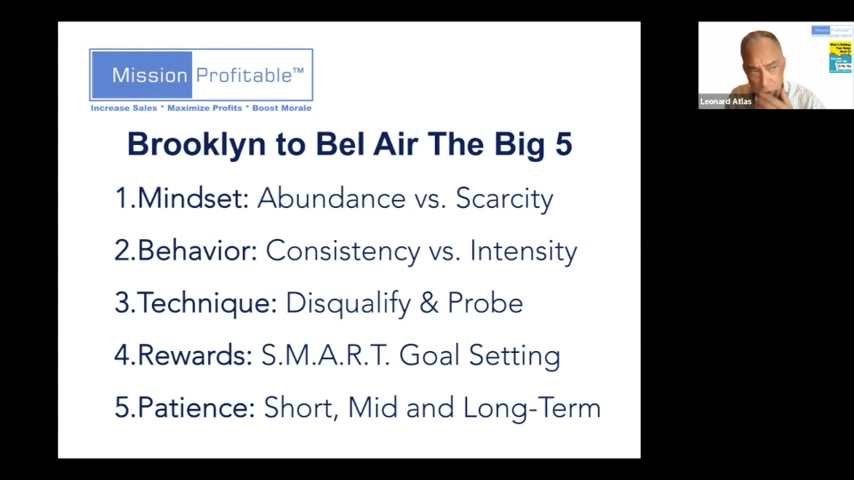 Mission Profitable™
Increase Sales * Maximize Profits * Boost Morale
Brooklyn to Bel Air The Big 5
1.Mindset: Abundance vs. Scarcity
2.Behavior: Consistency vs. Intensity
3.Technique: Disqualify & Probe
4.Rewards: S.M.A.R.T. Goal Setting
5.Patience: Short, Mid and Long-Term
Leonard Atlas